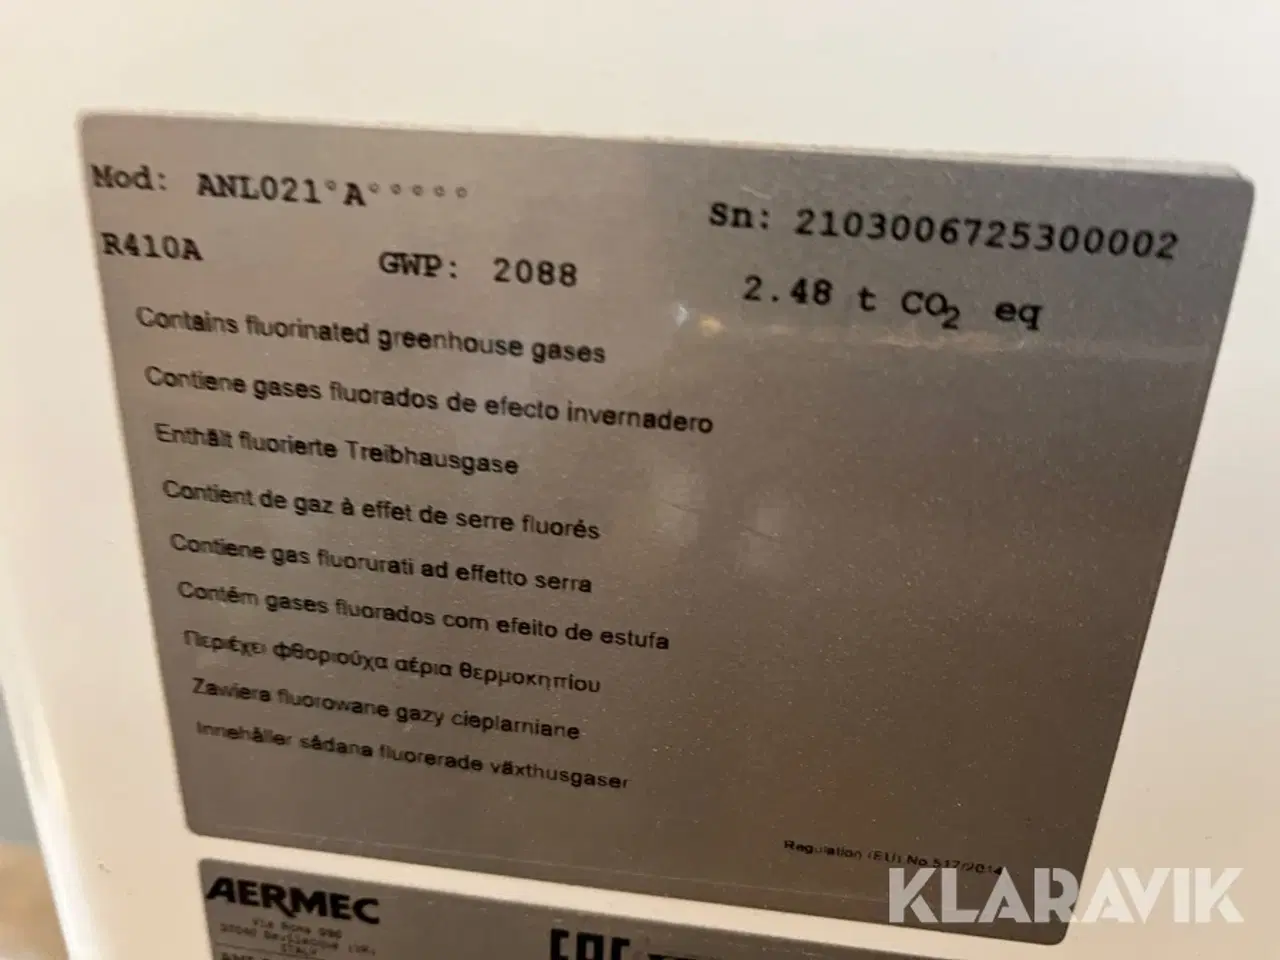 Mod: ANL021°A°°°°°
Sn: 2103006725300002
R410A GWP: 2088 2.48 t CO₂ eq
Contains fluorinated greenhouse gases
Contiene gases fluorados de efecto invernadero
Enthält fluorierte Treibhausgase
Contient de gaz à effet de serre fluorés
Contiene gas fluorurati ad effetto serra
Contém gases fluorados com efeito de estufa
Περιέχει φθοριούχα αέρια θερμοκηπίου
Zawiera fluorowane gazy cieplarniane
Innehåller sådana fluorerade växthusgaser
Regulation (EU) No.517/2014
KLARAVIK
AERMEC
ITALY